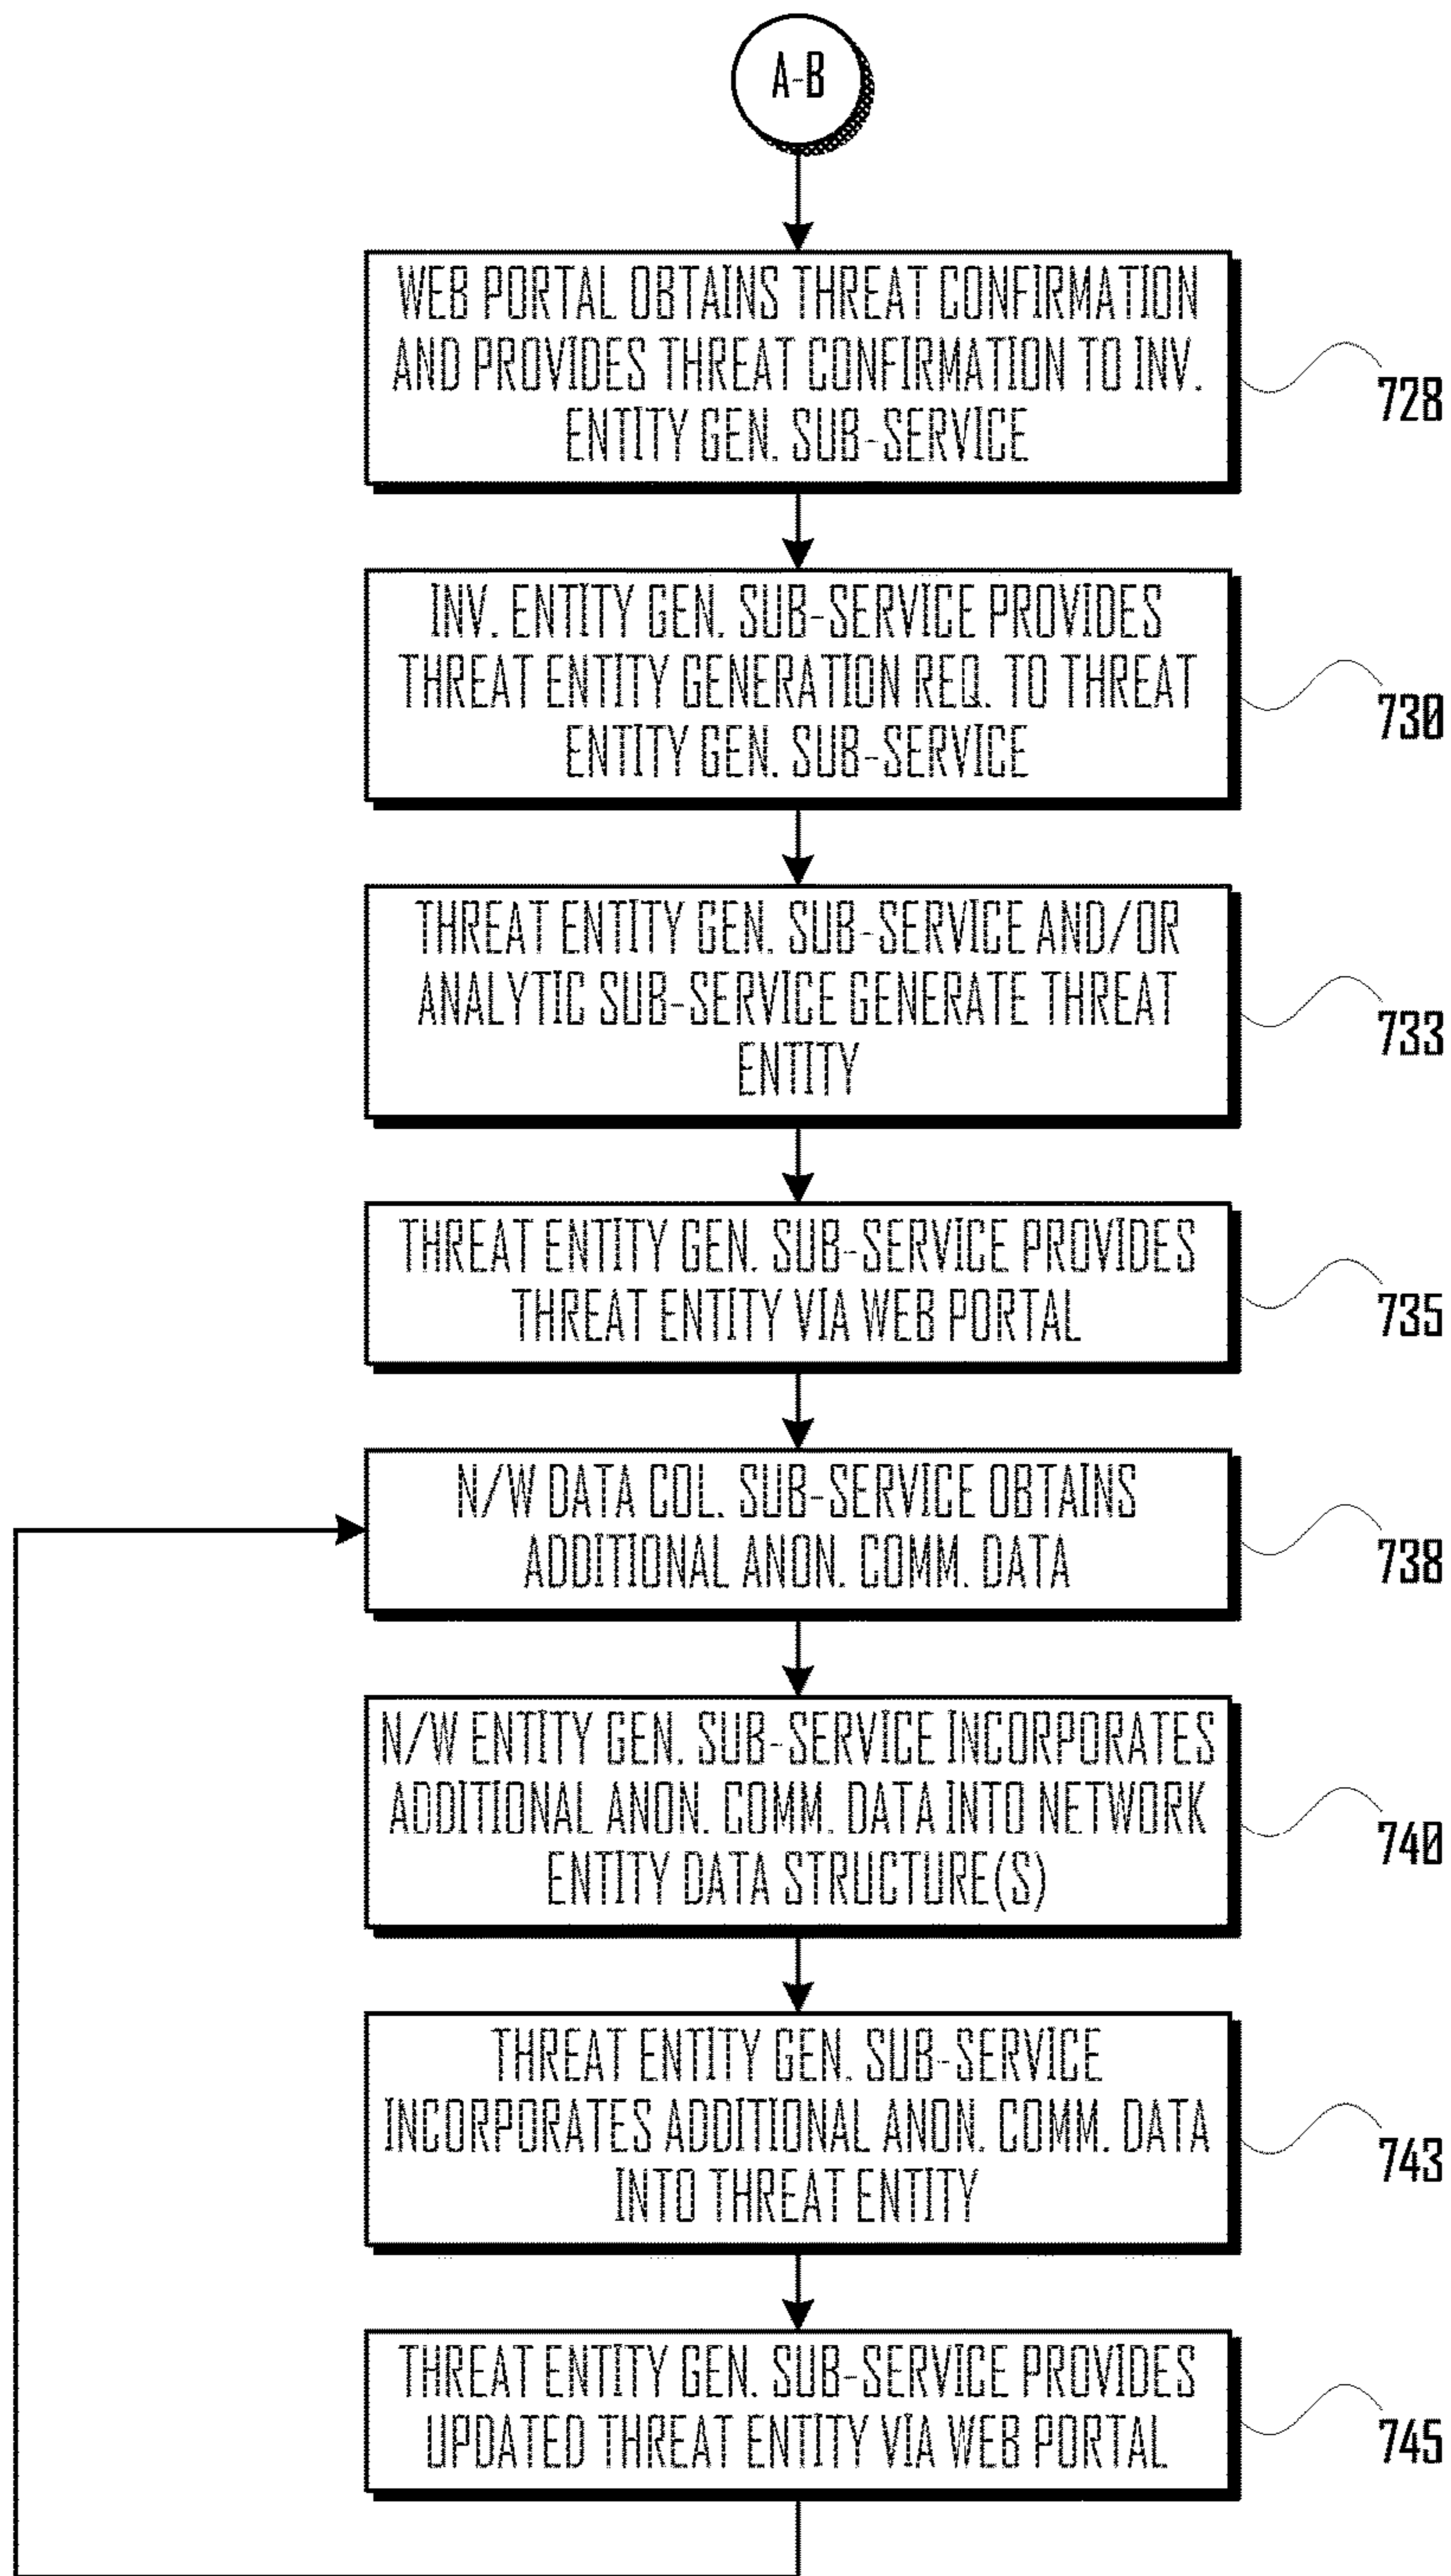 A-B
WEB PORTAL OBTAINS THREAT CONFIRMATION
AND PROVIDES THREAT CONFIRMATION TO INV.
ENTITY GEN. SUB-SERVICE
728
INV. ENTITY GEN. SUB-SERVICE PROVIDES
THREAT ENTITY GENERATION REQ. TO THREAT
ENTITY GEN. SUB-SERVICE
730
THREAT ENTITY GEN. SUB-SERVICE AND/OR
ANALYTIC SUB-SERVICE GENERATE THREAT
ENTITY
733
THREAT ENTITY GEN. SUB-SERVICE PROVIDES
THREAT ENTITY VIA WEB PORTAL
735
N/W DATA COL. SUB-SERVICE OBTAINS
ADDITIONAL ANON. COMM. DATA
738
N/W ENTITY GEN. SUB-SERVICE INCORPORATES
ADDITIONAL ANON. COMM. DATA INTO NETWORK
ENTITY DATA STRUCTURE(S)
740
THREAT ENTITY GEN. SUB-SERVICE
INCORPORATES ADDITIONAL ANON. COMM. DATA
INTO THREAT ENTITY
743
THREAT ENTITY GEN. SUB-SERVICE PROVIDES
UPDATED THREAT ENTITY VIA WEB PORTAL
745